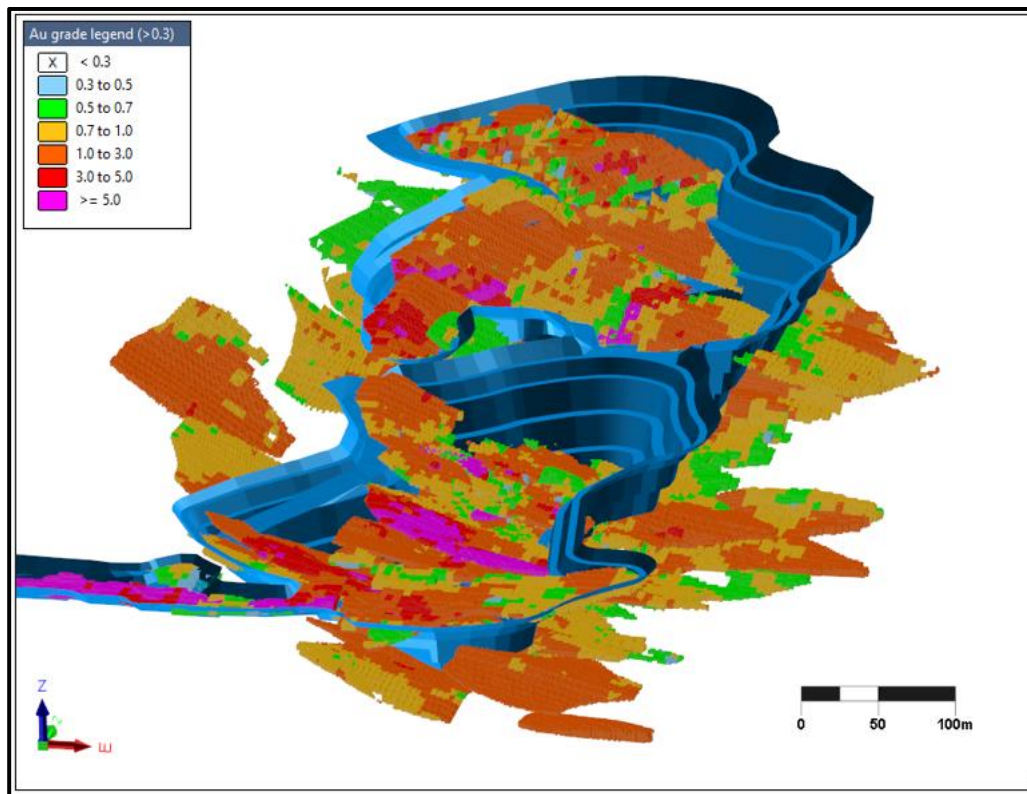 Au grade legend (>0.3)
X < 0.3
0.3 to 0.5
0.5 to 0.7
0.7 to 1.0
1.0 to 3.0
3.0 to 5.0
>= 5.0
Z
E
0 50 100m